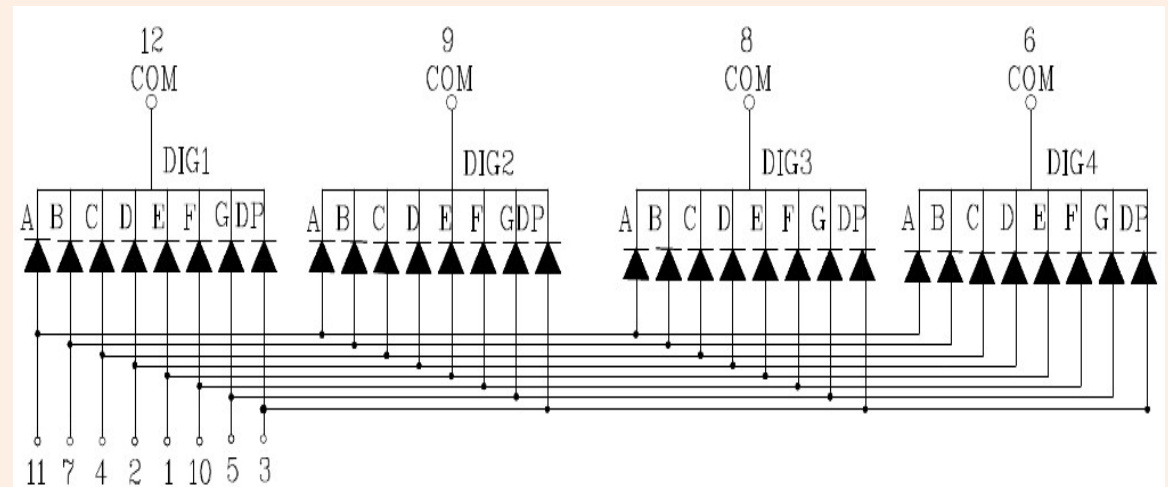 12 9 8 6
COM COM COM COM
DIG1 DIG2 DIG3 DIG4
A B C D E F G DP A B C D E F G DP A B C D E F G DP A B C D E F G DP
11 7 4 2 1 10 5 3